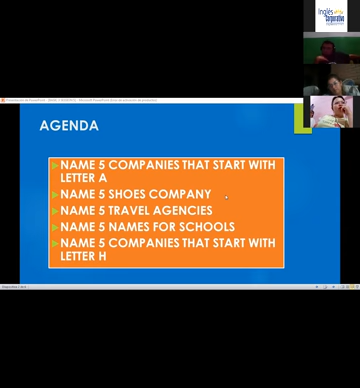 Inglés
corporativo
AGENDA
NAME 5 COMPANIES THAT START WITH
LETTER A
NAME 5 SHOES COMPANY
NAME 5 TRAVEL AGENCIES
NAME 5 NAMES FOR SCHOOLS
NAME 5 COMPANIES THAT START WITH
LETTER H